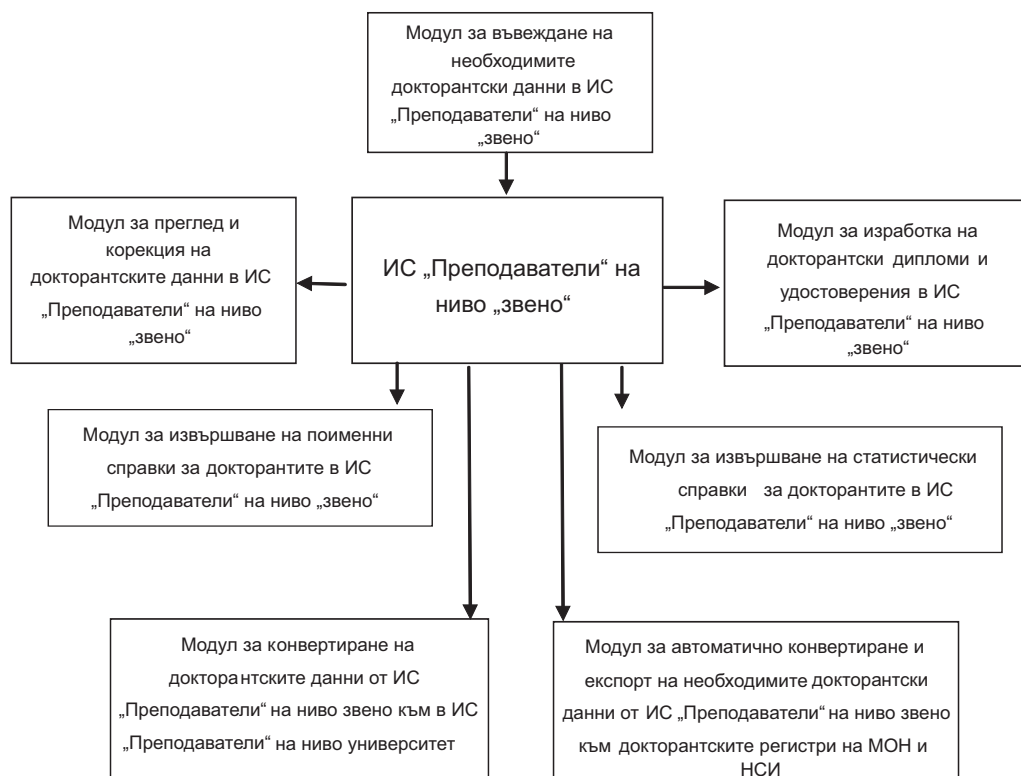 Модул за въвеждане на
необходимите
докторантски данни в ИС
„Преподаватели“ на ниво
„звено“
Модул за преглед и
корекция на
докторантските данни в ИС
„Преподаватели“ на ниво
„звено“
ИС „Преподаватели“ на
ниво „звено“
Модул за изработка на
докторантски дипломи и
удостоверения в ИС
„Преподаватели“ на ниво
„звено“
Модул за извършване на поименни
справки за докторантите в ИС
„Преподаватели“ на ниво „звено“
Модул за извършване на статистически
справки за докторантите в ИС
„Преподаватели“ на ниво „звено“
Модул за конвертиране на
докторантските данни от ИС
„Преподаватели“ на ниво звено към в ИС
„Преподаватели“ на ниво университет
Модул за автоматично конвертиране и
експорт на необходимите докторантски
данни от ИС „Преподаватели“ на ниво звено
към докторантските регистри на МОН и
НСИ